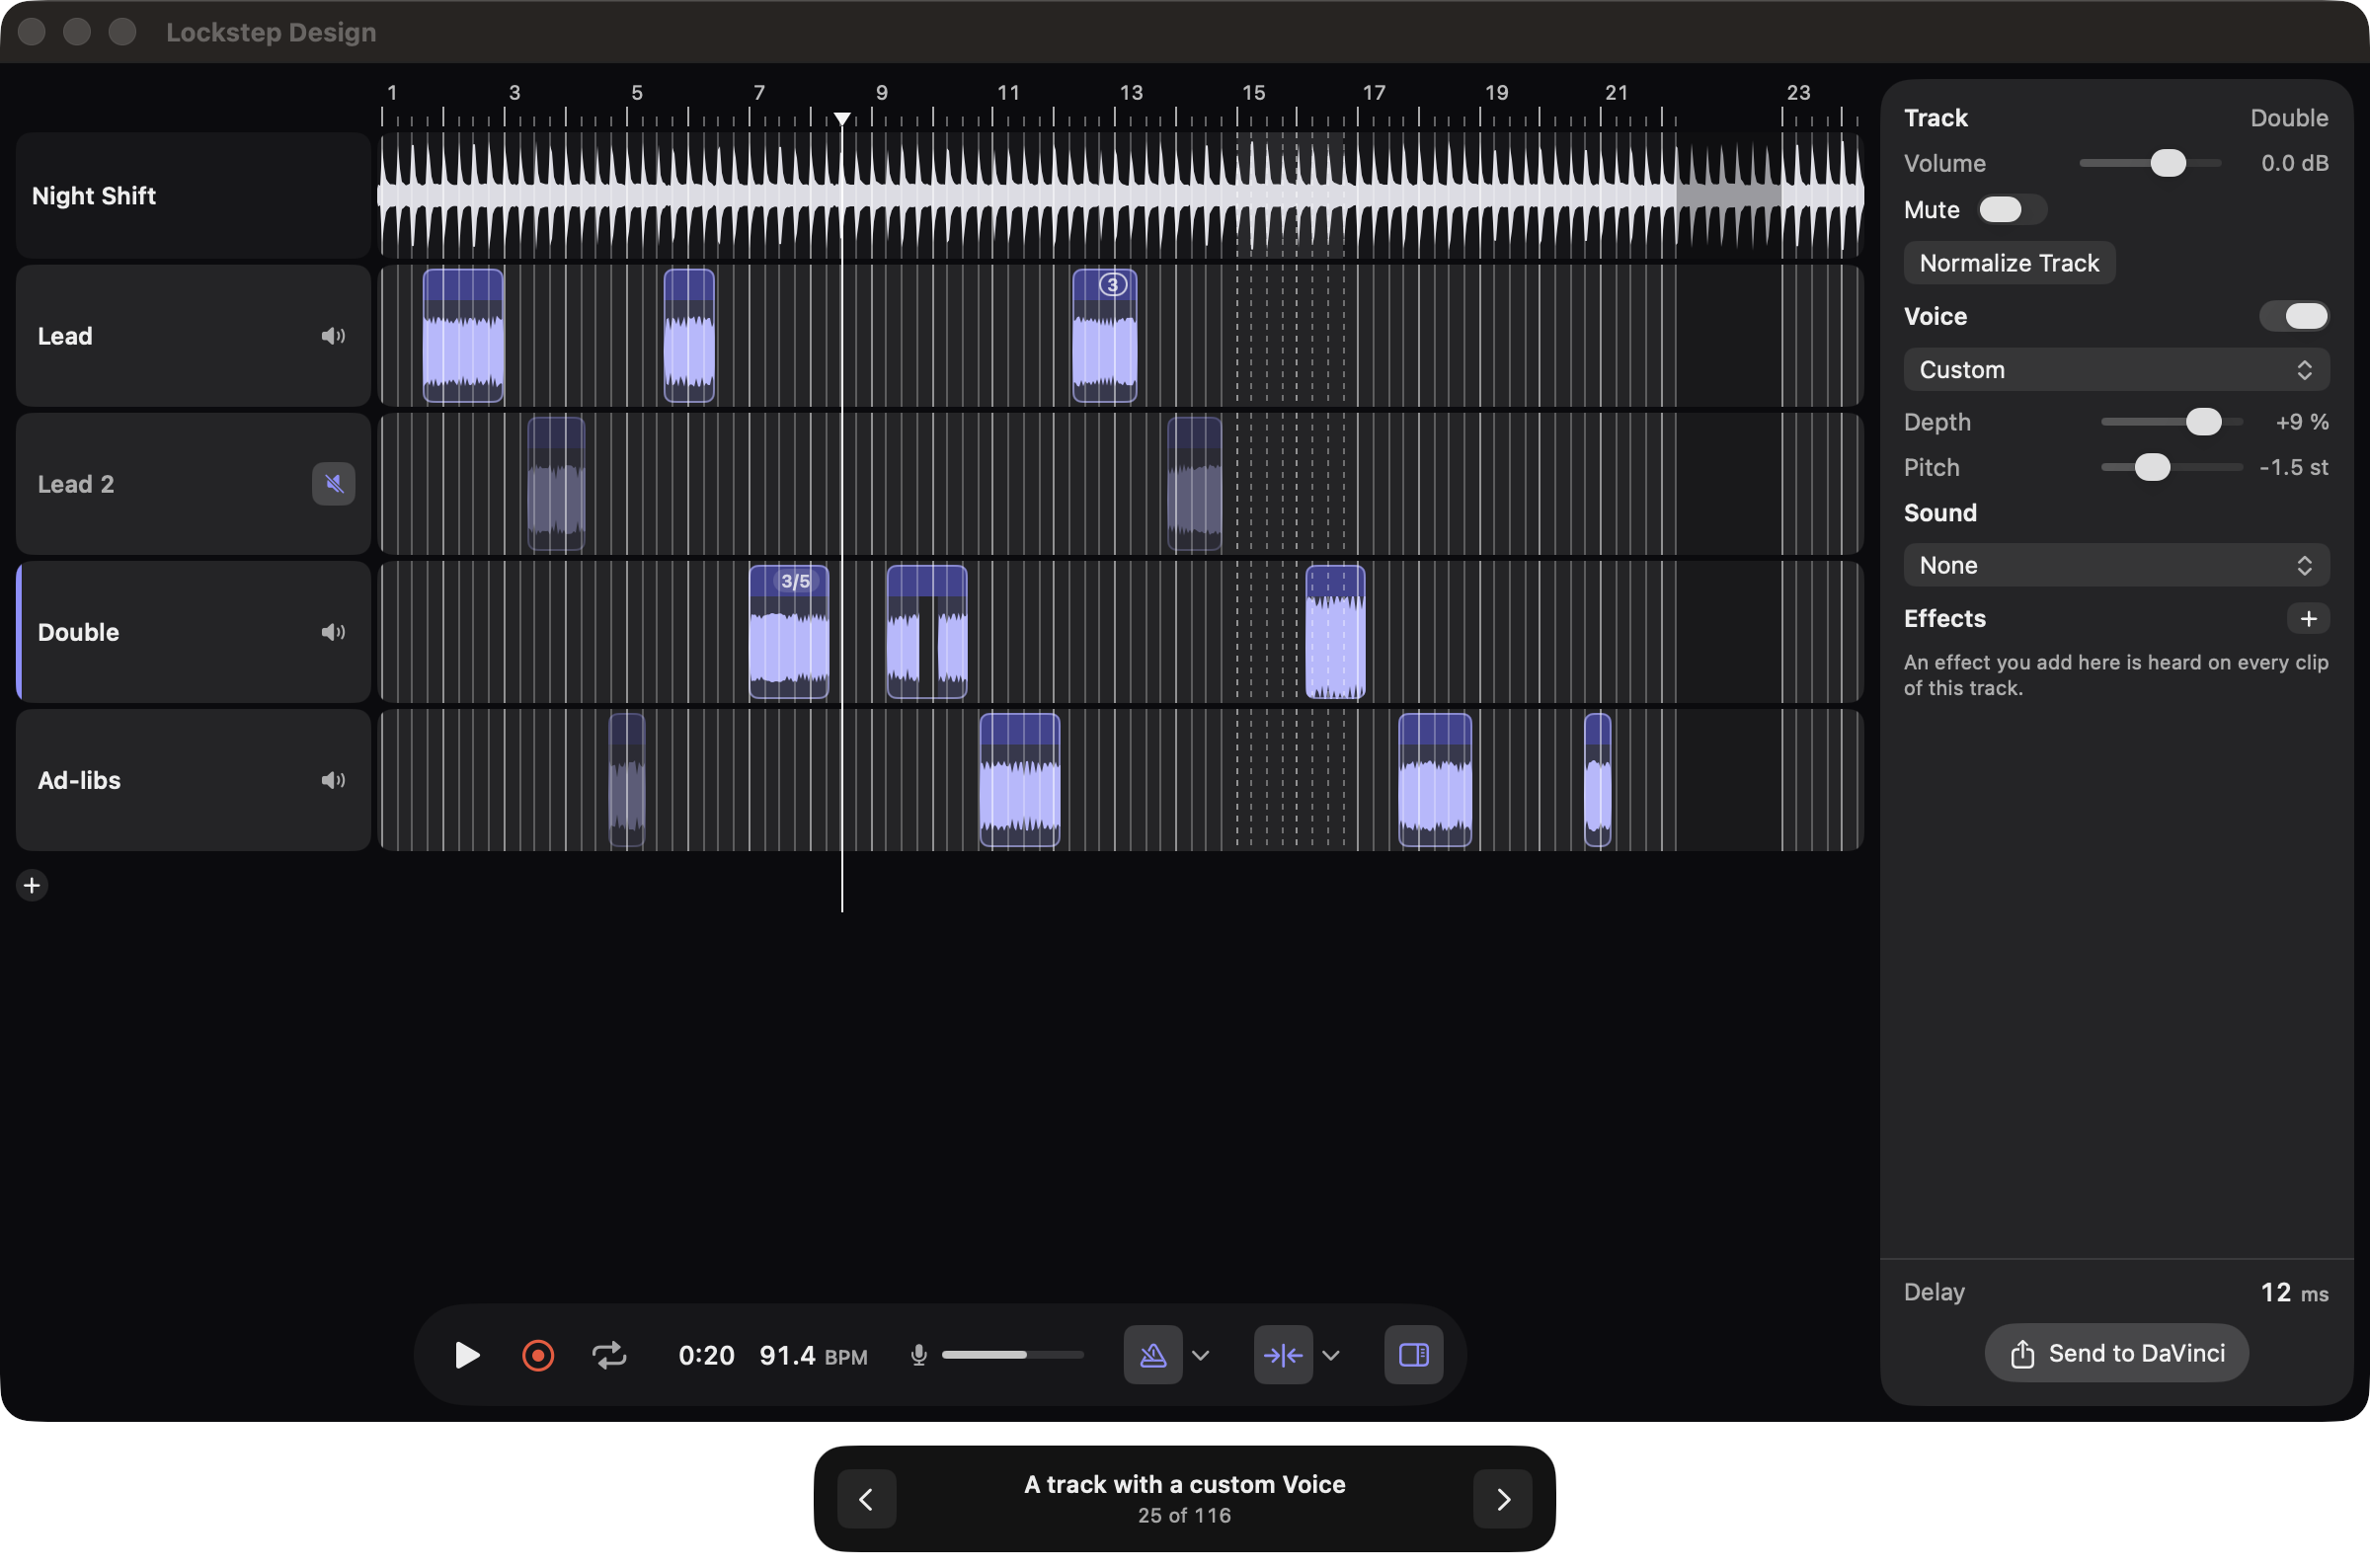 Lockstep Design
1 3 5 7 9 11 13 15 17 19 21 23
Night Shift
Lead
3
Lead 2
Double
3/5
Ad-libs
Track Double
Volume 0.0 dB
Mute
Normalize Track
Voice
Custom
Depth +9 %
Pitch -1.5 st
Sound
None
Effects
An effect you add here is heard on every clip
of this track.
Delay 12 ms
Send to DaVinci
0:20 91.4 BPM
A track with a custom Voice
25 of 116